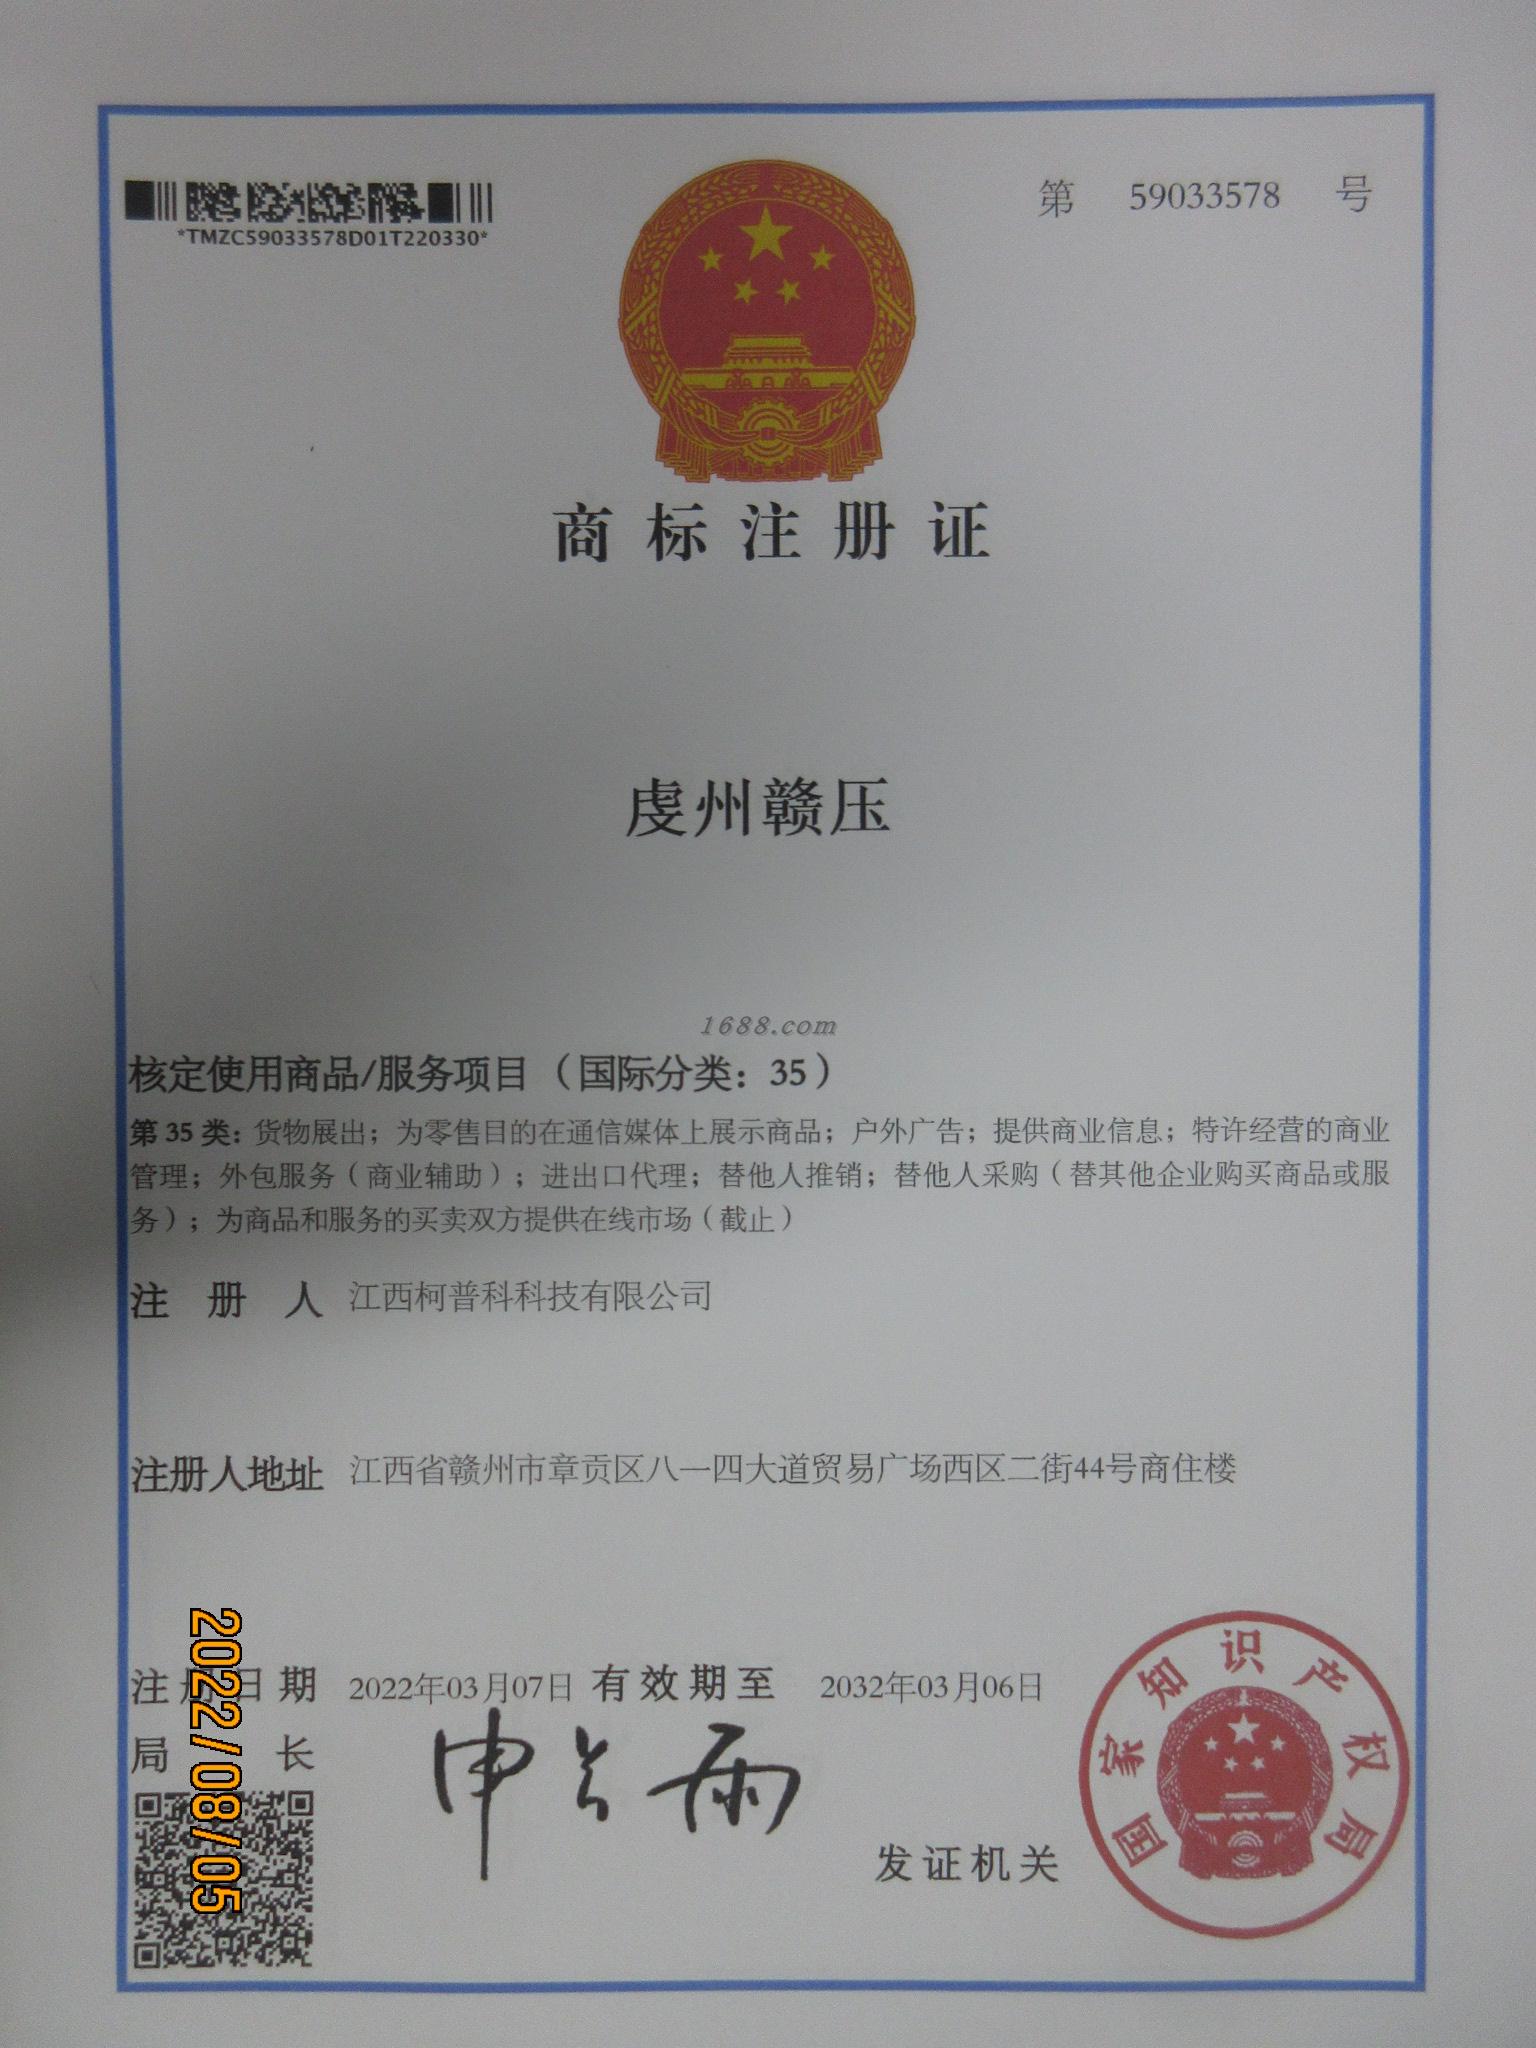 *TMZC59033578D01T220330*
第 59033578 号
商标注册证
虔州赣压
1688.com
核定使用商品/服务项目（国际分类：35）
第 35 类：货物展出；为零售目的在通信媒体上展示商品；户外广告；提供商业信息；特许经营的商业
管理；外包服务（商业辅助）；进出口代理；替他人推销；替他人采购（替其他企业购买商品或服
务）；为商品和服务的买卖双方提供在线市场（截止）
注册人 江西柯普科科技有限公司
注册人地址 江西省赣州市章贡区八一四大道贸易广场西区二街44号商住楼
注册日期 2022年03月07日 有效期至 2032年03月06日
局长 申长雨
发证机关
国家知识产权局
2022/08/05